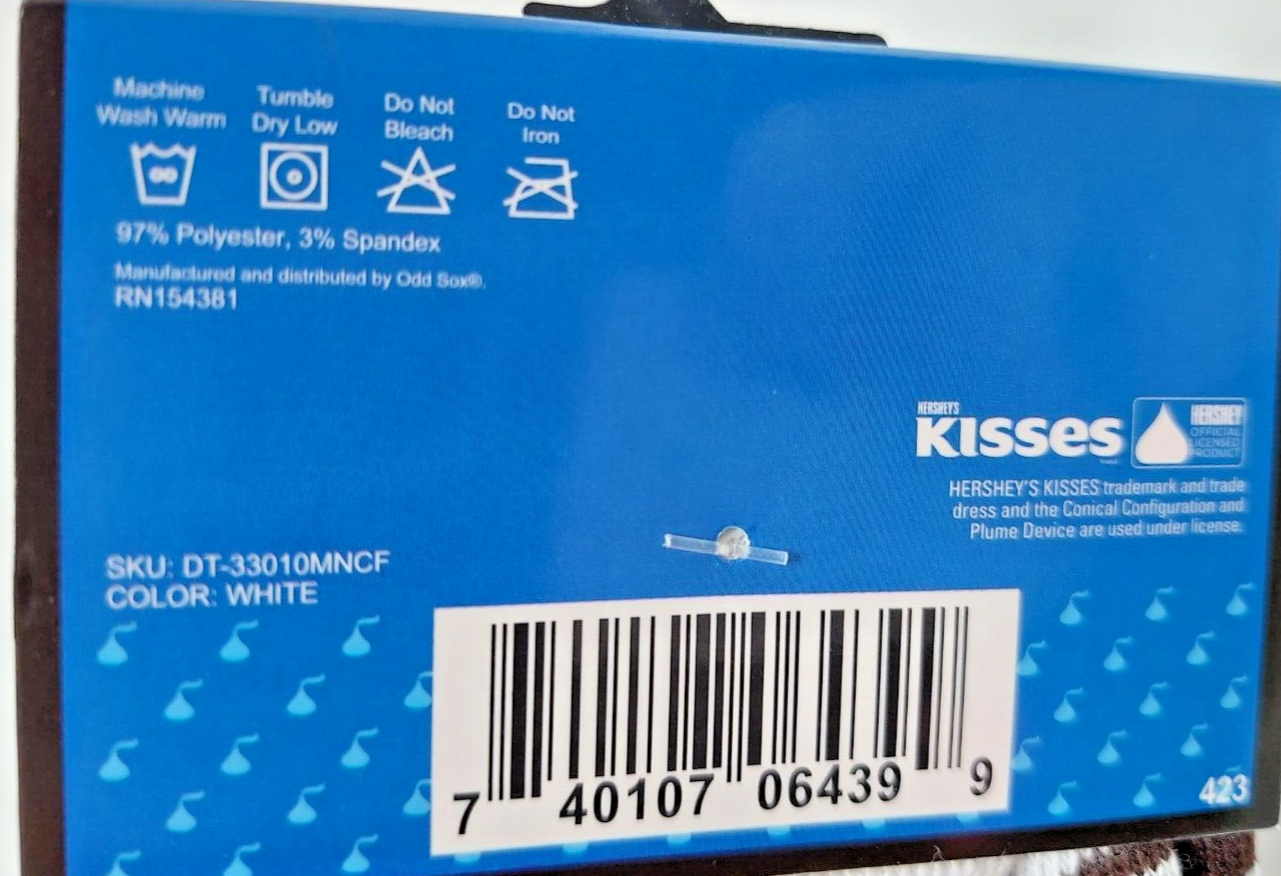 Machine
Wash Warm
Tumble
Dry Low
Do Not
Bleach
Do Not
Iron
97% Polyester, 3% Spandex
Manufactured and distributed by Odd Sox®.
RN154381
HERSHEY'S
KISSES
brand
HERSHEY
OFFICIAL
LICENSED
PRODUCT
HERSHEY'S KISSES trademark and trade
dress and the Conical Configuration and
Plume Device are used under license.
SKU: DT-33010MNCF
COLOR: WHITE
7 40107 06439 9
423